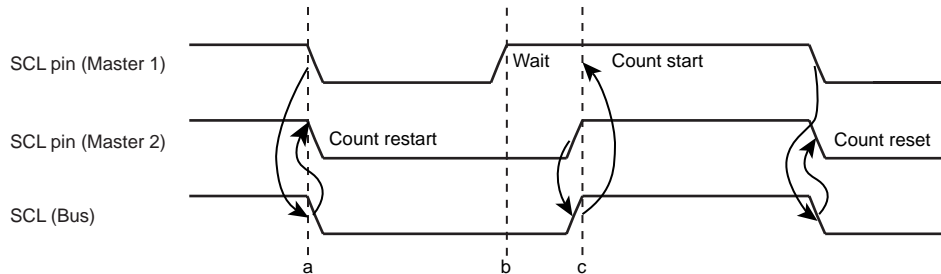 SCL pin (Master 1)
Wait
Count start
SCL pin (Master 2)
Count restart
Count reset
SCL (Bus)
a
b
c